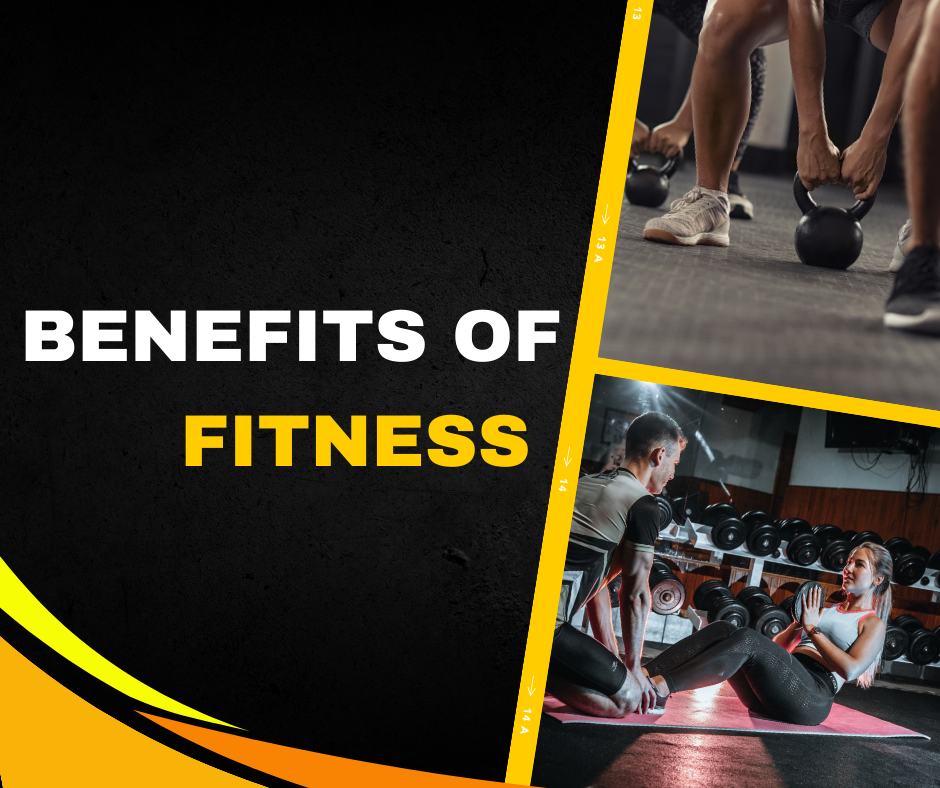 BENEFITS OF
FITNESS
13
→ 13 A
→ 14
→ 14 A